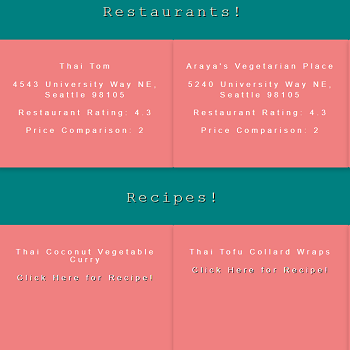 Restaurants!
Thai Tom
4543 University Way NE,
Seattle 98105
Restaurant Rating: 4.3
Price Comparison: 2
Araya's Vegetarian Place
5240 University Way NE,
Seattle 98105
Restaurant Rating: 4.3
Price Comparison: 2
Recipes!
Thai Coconut Vegetable
Curry
Click Here for Recipe!
Thai Tofu Collard Wraps
Click Here for Recipe!